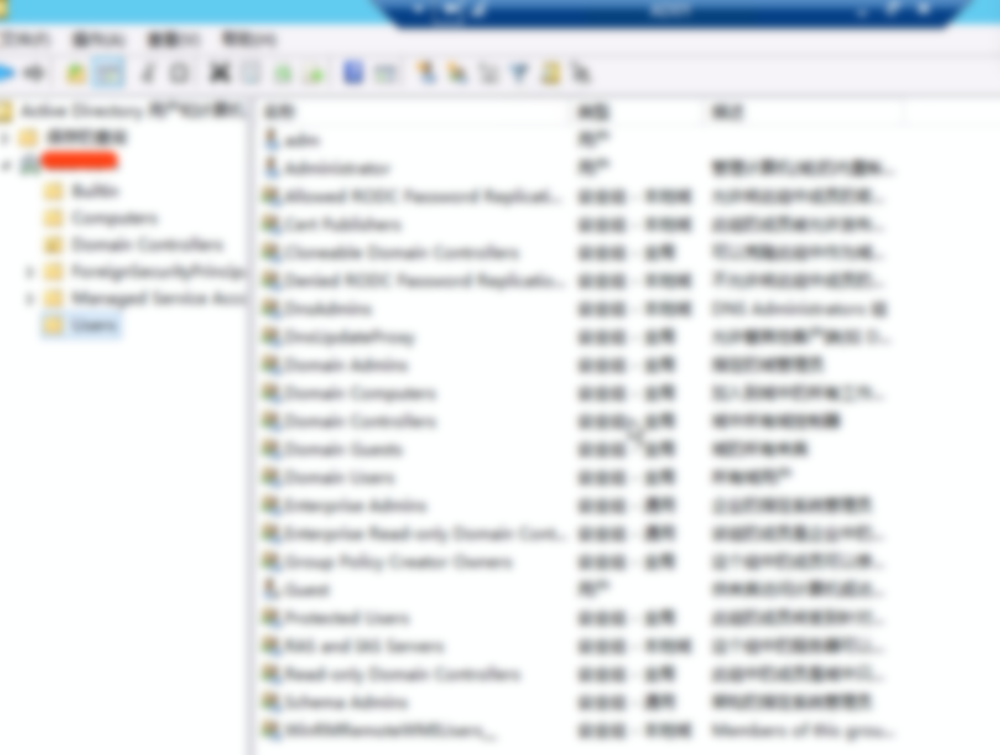 文件(F) 操作(A) 查看(V) 帮助(H)
Active Directory 用户和计算机
保存的查询
Builtin
Computers
Domain Controllers
ForeignSecurityPrincip
Managed Service Acco
Users
名称 类型 描述
adm 用户
Administrator 用户 管理计算机(域)的内置帐...
Allowed RODC Password Replicati... 安全组 - 本地域 允许将此组中成员的密...
Cert Publishers 安全组 - 本地域 此组的成员被允许发布...
Cloneable Domain Controllers 安全组 - 全局 可以克隆此组中作为域...
Denied RODC Password Replicatio... 安全组 - 本地域 不允许将此组中成员的...
DnsAdmins 安全组 - 本地域 DNS Administrators 组
DnsUpdateProxy 安全组 - 全局 允许替其他客户端(如 D...
Domain Admins 安全组 - 全局 指定的域管理员
Domain Computers 安全组 - 全局 加入到域中的所有工作...
Domain Controllers 安全组 - 全局 域中所有域控制器
Domain Guests 安全组 - 全局 域的所有来宾
Domain Users 安全组 - 全局 所有域用户
Enterprise Admins 安全组 - 通用 企业的指定系统管理员
Enterprise Read-only Domain Cont... 安全组 - 通用 该组的成员是企业中的...
Group Policy Creator Owners 安全组 - 全局 这个组中的成员可以修...
Guest 用户 供来宾访问计算机或访...
Protected Users 安全组 - 全局 此组的成员将受到针对...
RAS and IAS Servers 安全组 - 本地域 这个组中的服务器可以...
Read-only Domain Controllers 安全组 - 全局 此组中的成员是域中只...
Schema Admins 安全组 - 通用 架构的指定系统管理员
WinRMRemoteWMIUsers__ 安全组 - 本地域 Members of this grou...